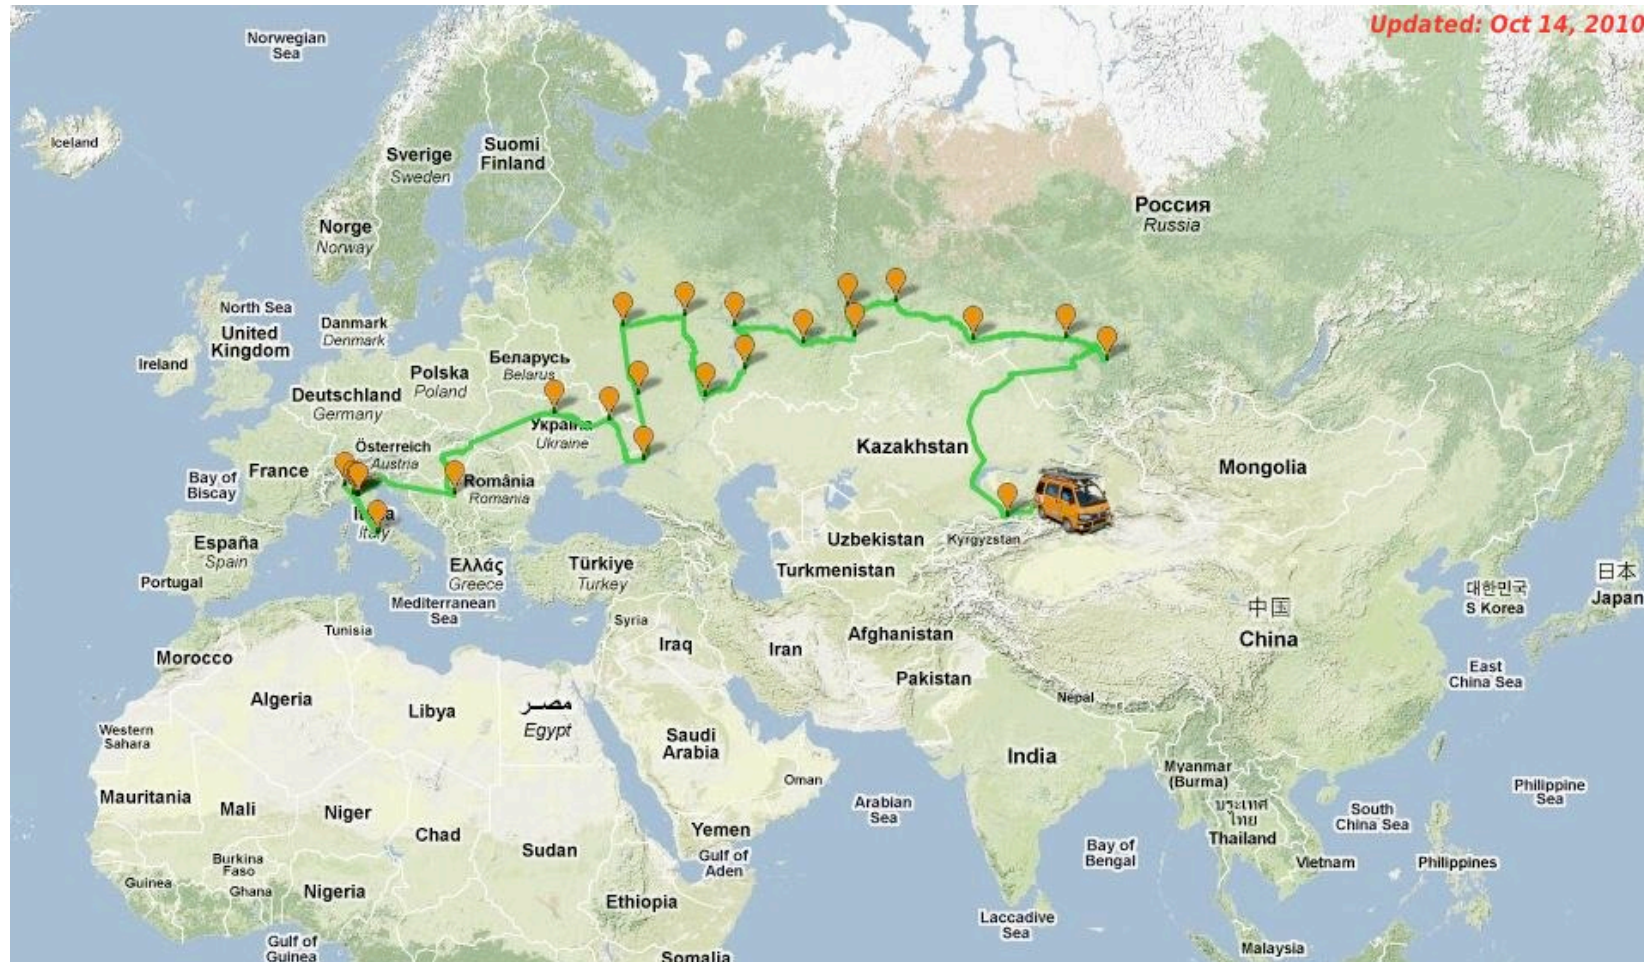 Updated: Oct 14, 2010
Norwegian
Sea
Iceland
Sverige
Sweden
Suomi
Finland
Россия
Russia
Norge
Norway
North Sea
United
Kingdom
Danmark
Denmark
Ireland
Беларусь
Belarus
Polska
Poland
Deutschland
Germany
Україна
Ukraine
Österreich
Austria
Kazakhstan
Mongolia
France
Bay of
Biscay
România
Romania
Italia
Italy
España
Spain
Portugal
Ελλάς
Greece
Türkiye
Turkey
Uzbekistan
Kyrgyzstan
Turkmenistan
日本
Japan
대한민국
S Korea
中国
China
Mediterranean
Sea
Tunisia
Syria
Morocco
Iraq
Iran
Afghanistan
Pakistan
East
China Sea
Algeria
Libya
مصر
Egypt
Nepal
Western
Sahara
Saudi
Arabia
India
Myanmar
(Burma)
Oman
Mauritania
Mali
Niger
Chad
Sudan
Arabian
Sea
Philippine
Sea
South
China Sea
ประเทศ
ไทย
Thailand
Yemen
Gulf of
Aden
Bay of
Bengal
Vietnam
Philippines
Burkina
Faso
Guinea
Ghana
Nigeria
Ethiopia
Laccadive
Sea
Gulf of
Guinea
Somalia
Malaysia